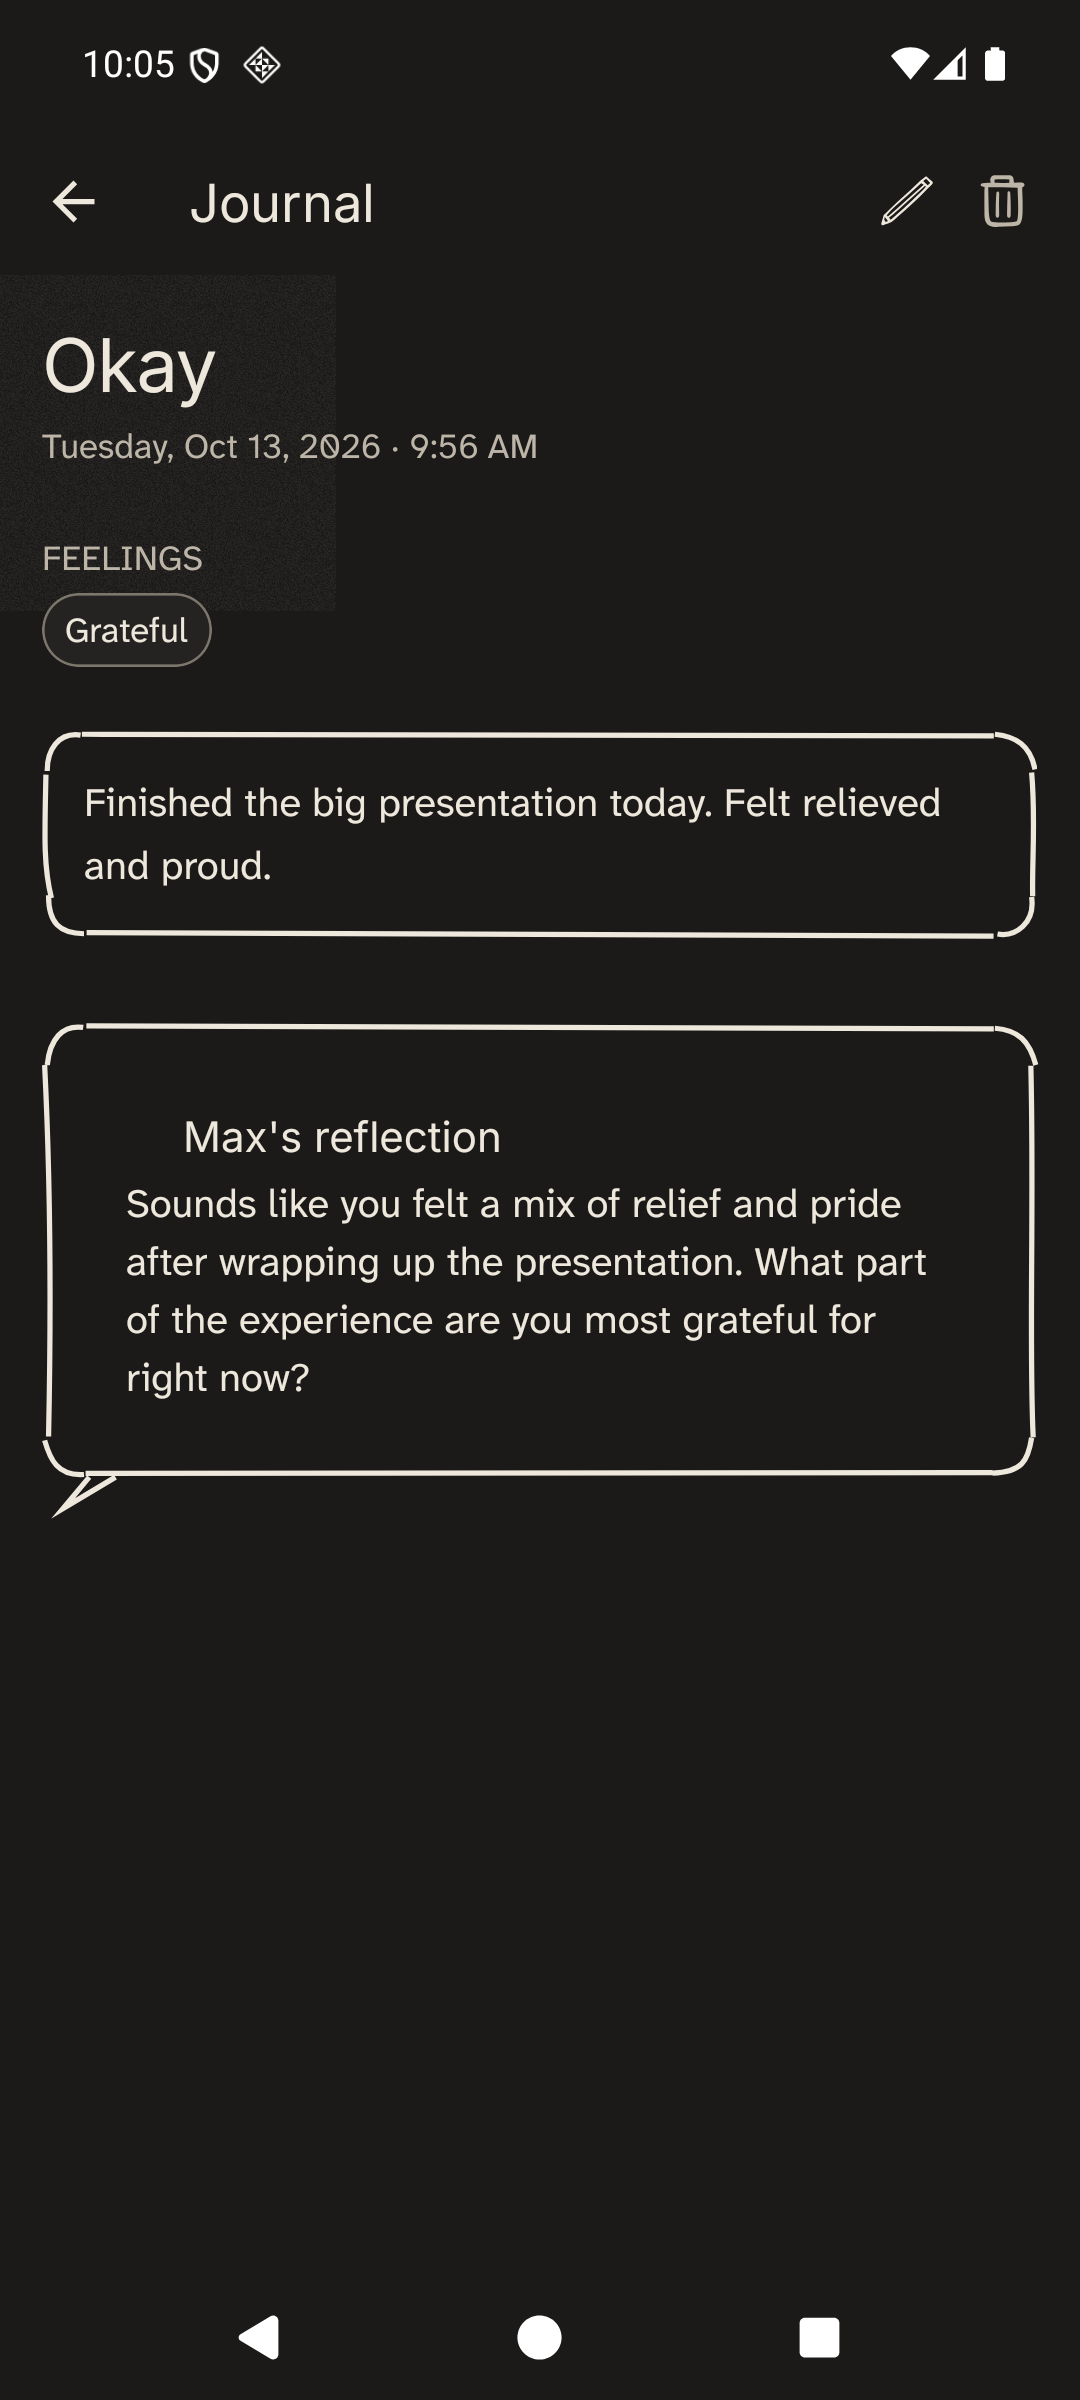 10:05
Journal
Okay
Tuesday, Oct 13, 2026 · 9:56 AM
FEELINGS
Grateful
Finished the big presentation today. Felt relieved
and proud.
Max's reflection
Sounds like you felt a mix of relief and pride
after wrapping up the presentation. What part
of the experience are you most grateful for
right now?